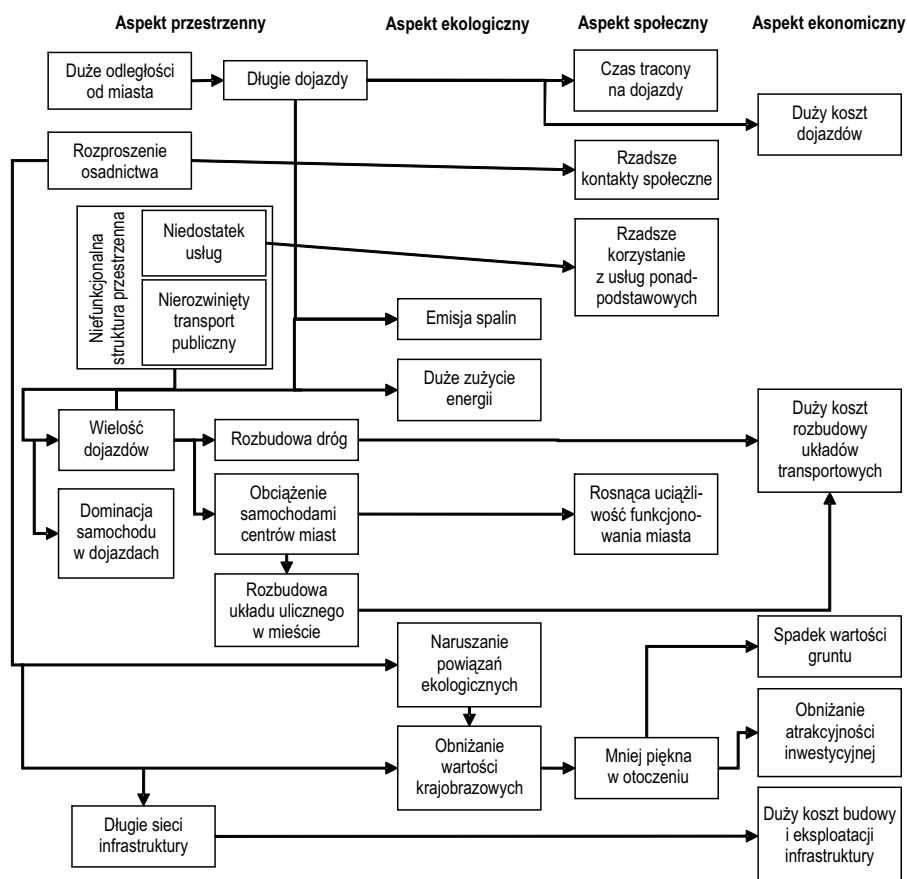 Aspekt przestrzenny
Aspekt ekologiczny
Aspekt społeczny
Aspekt ekonomiczny
Duże odległości
od miasta
Długie dojazdy
Czas tracony
na dojazdy
Duży koszt
dojazdów
Rozproszenie
osadnictwa
Rzadsze
kontakty społeczne
Niefunkcjonalna
struktura przestrzenna
Niedostatek
usług
Rzadsze
korzystanie
z usług ponad-
podstawowych
Nierozwinięty
transport
publiczny
Emisja spalin
Duże zużycie
energii
Wielość
dojazdów
Rozbudowa dróg
Duży koszt
rozbudowy
układów
transportowych
Dominacja
samochodu
w dojazdach
Obciążenie
samochodami
centrów miast
Rosnąca uciążli-
wość funkcjono-
wania miasta
Rozbudowa
układu ulicznego
w mieście
Naruszanie
powiązań
ekologicznych
Spadek wartości
gruntu
Obniżanie
wartości
krajobrazowych
Mniej piękna
w otoczeniu
Obniżanie
atrakcyjności
inwestycyjnej
Długie sieci
infrastruktury
Duży koszt budowy
i eksploatacji
infrastruktury